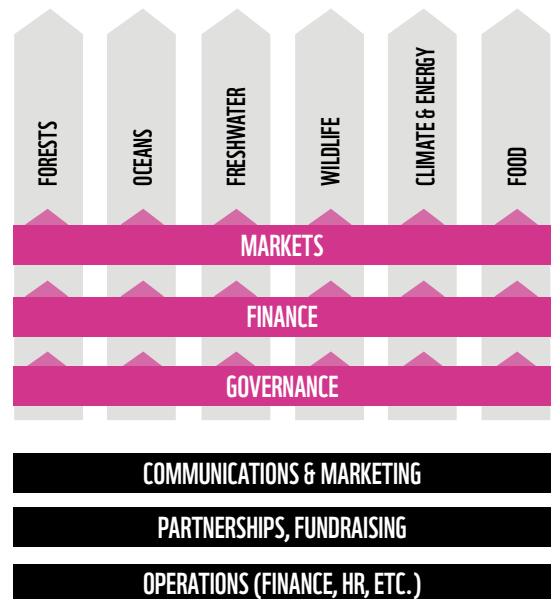 FORESTS
OCEANS
FRESHWATER
WILDLIFE
CLIMATE & ENERGY
FOOD
MARKETS
FINANCE
GOVERNANCE
COMMUNICATIONS & MARKETING
PARTNERSHIPS, FUNDRAISING
OPERATIONS (FINANCE, HR, ETC.)